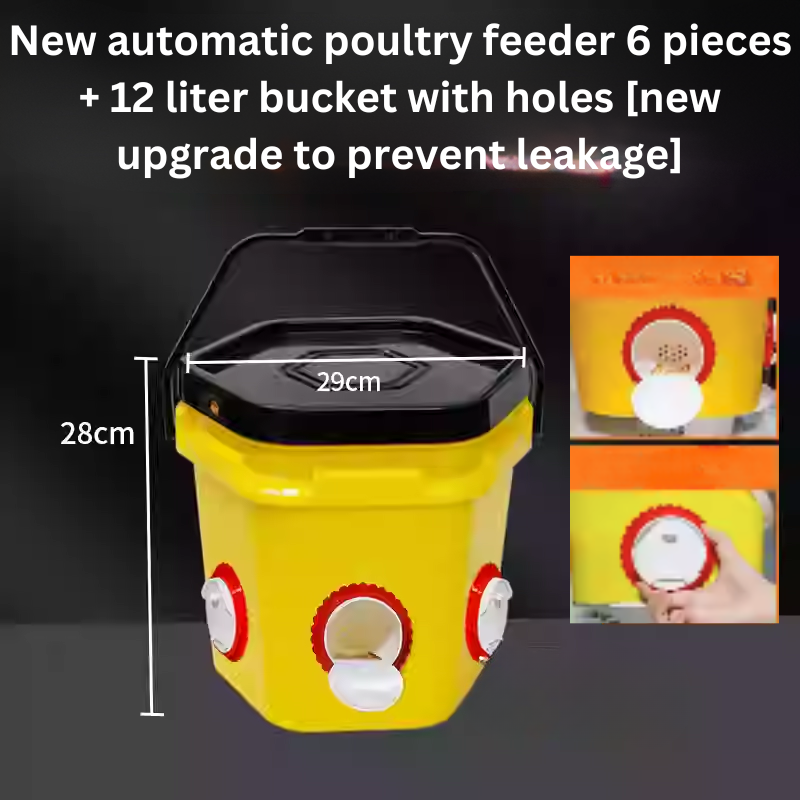 New automatic poultry feeder 6 pieces
+ 12 liter bucket with holes [new
upgrade to prevent leakage]
29cm
28cm